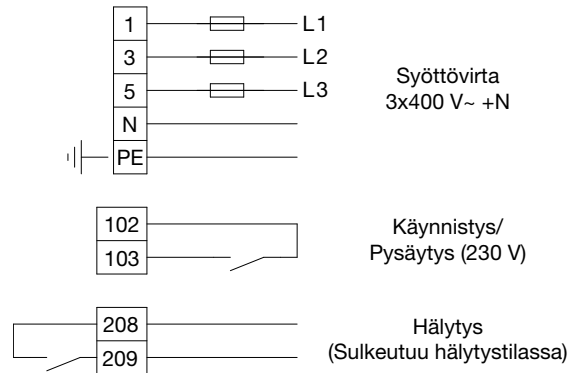 1 L1
3 L2
5 L3
N
PE
Syöttövirta
3x400 V~ +N
102
103
Käynnistys/
Pysäytys (230 V)
208
209
Hälytys
(Sulkeutuu hälytystilassa)